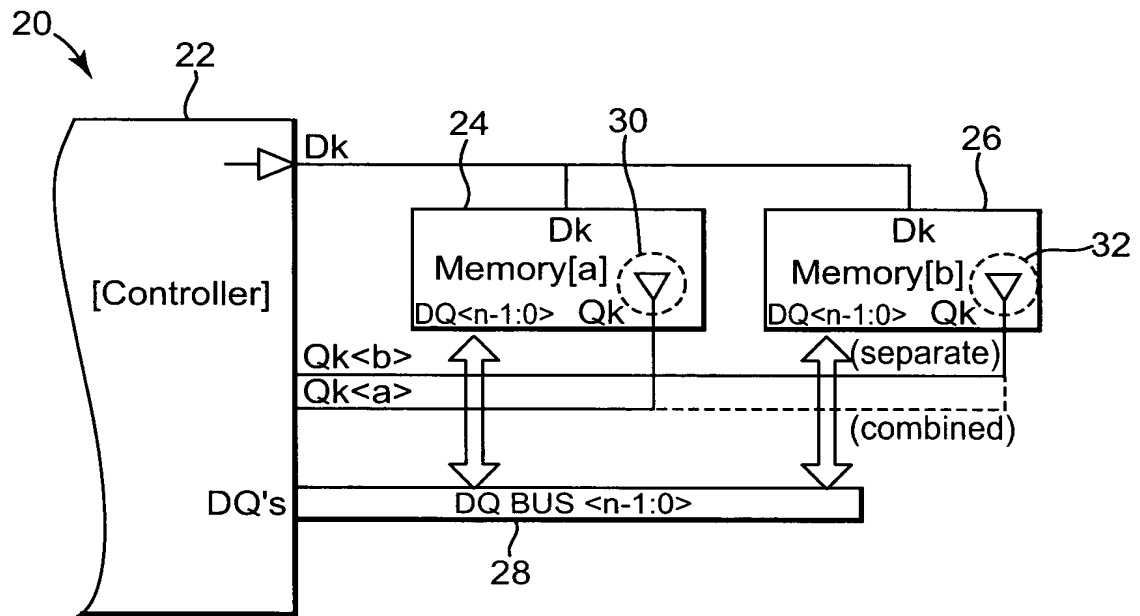 20
22
Dk
24
30
26
Dk
Dk
32
[Controller]
Memory[a]
Memory[b]
DQ<n-1:0>
Qk
DQ<n-1:0>
Qk
Qk<b>
(separate)
Qk<a>
(combined)
DQ's
DQ BUS <n-1:0>
28